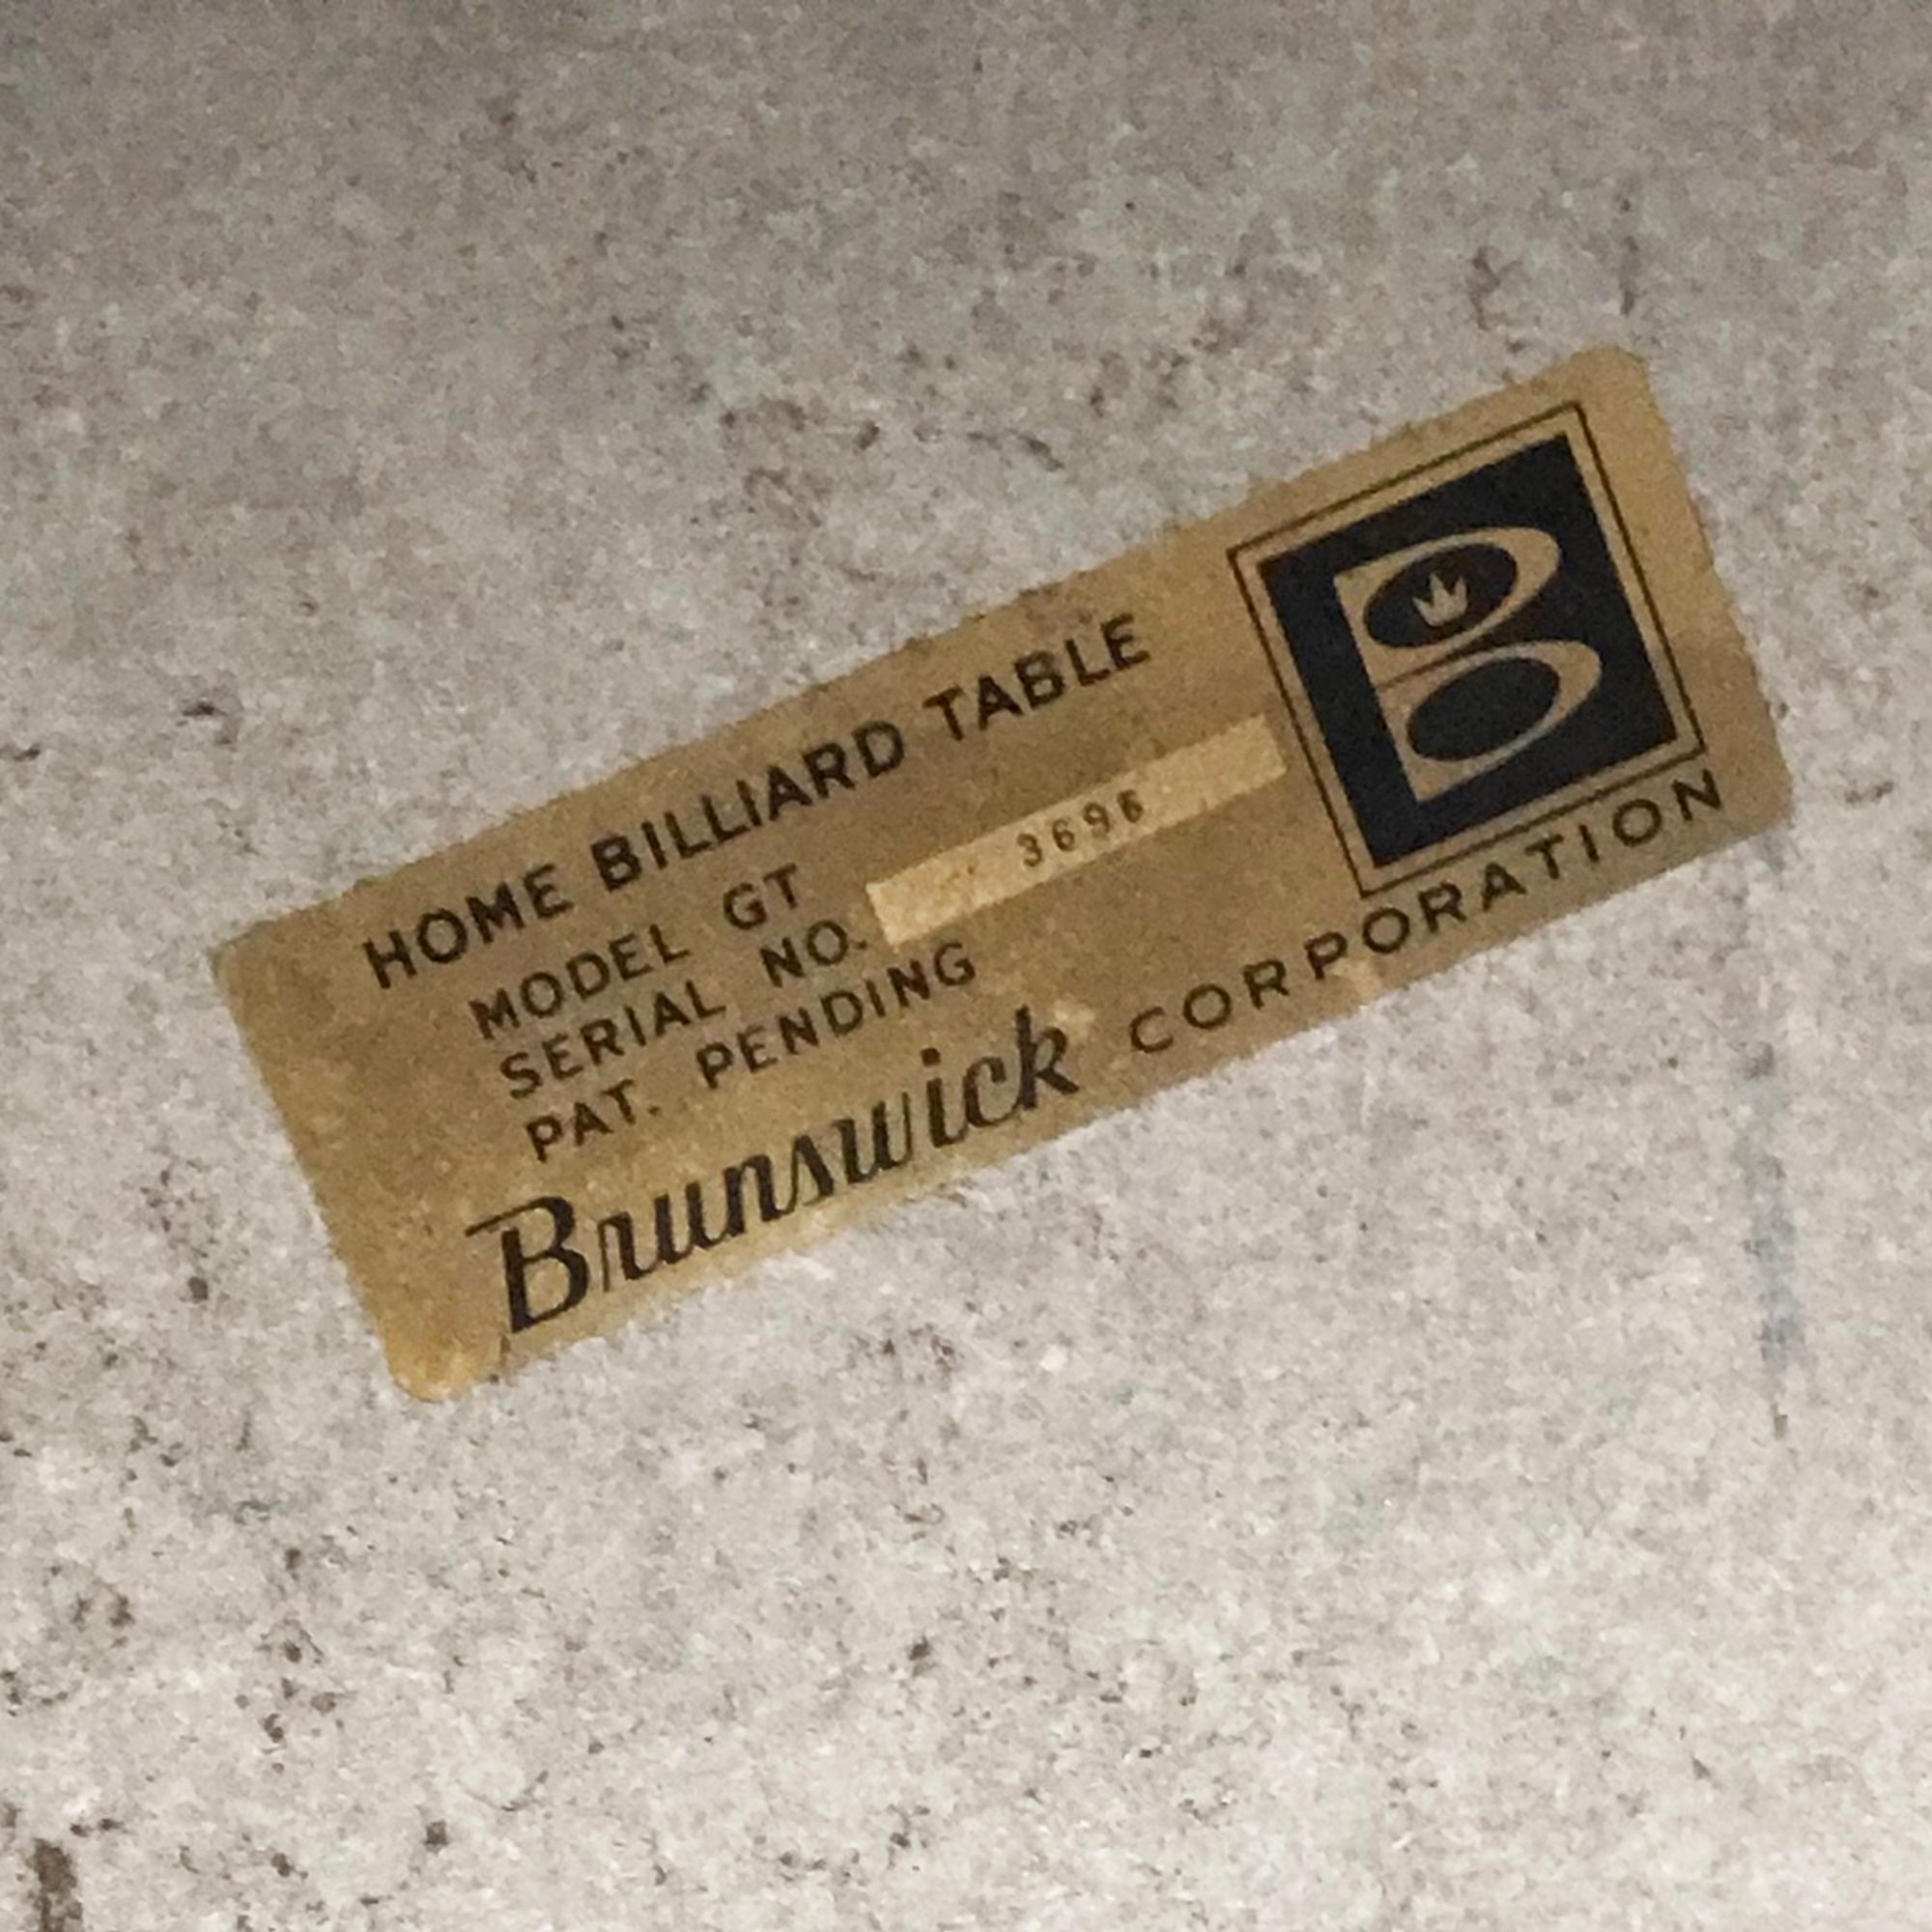 HOME BILLIARD TABLE
MODEL GT
SERIAL NO. 3696
PAT. PENDING
Brunswick CORPORATION
B